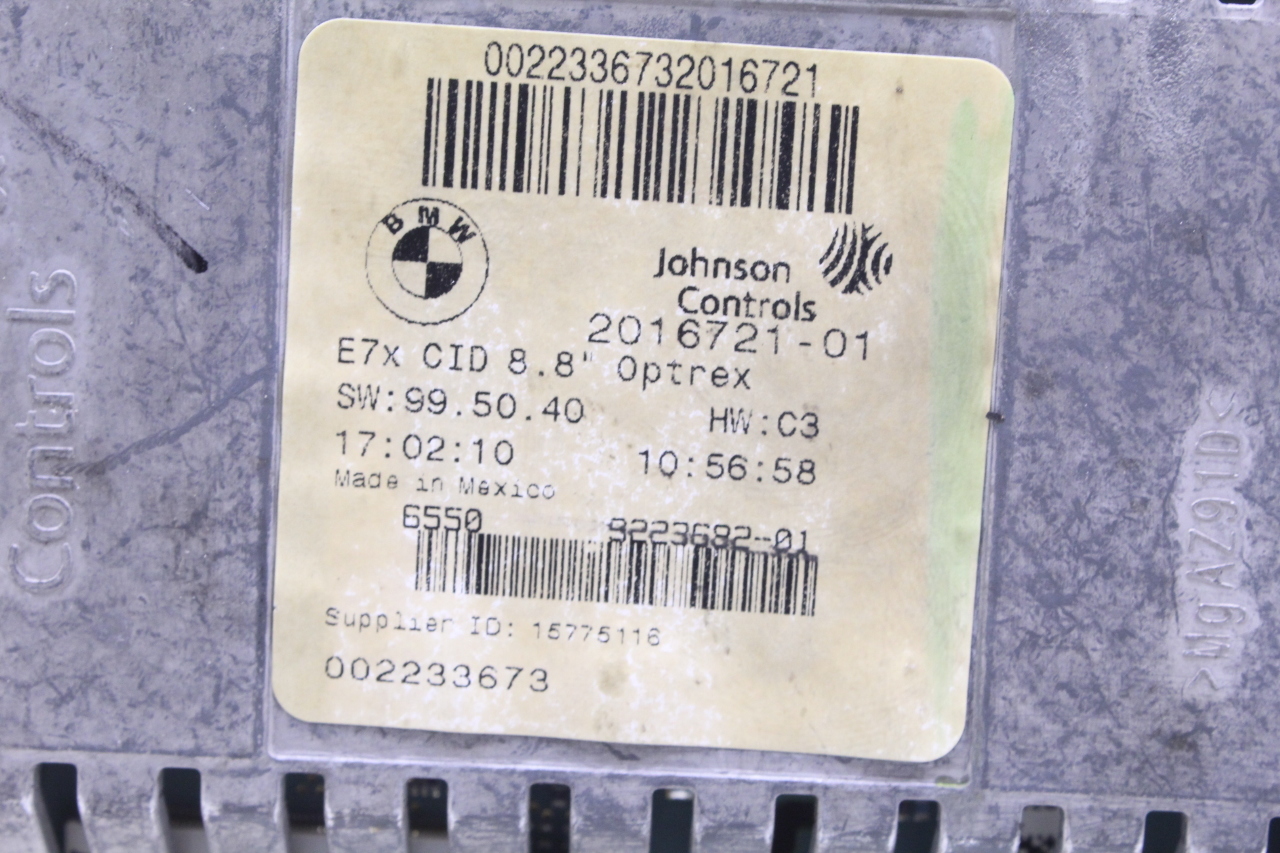 0022336732016721
BMW
Johnson
Controls
2016721-01
E7x CID 8.8" Optrex
SW:99.50.40 HW:C3
17:02:10 10:56:58
Made in Mexico
6550 9223682-01
Supplier ID: 15775116
002233673
Controls
>MgAZ91D<